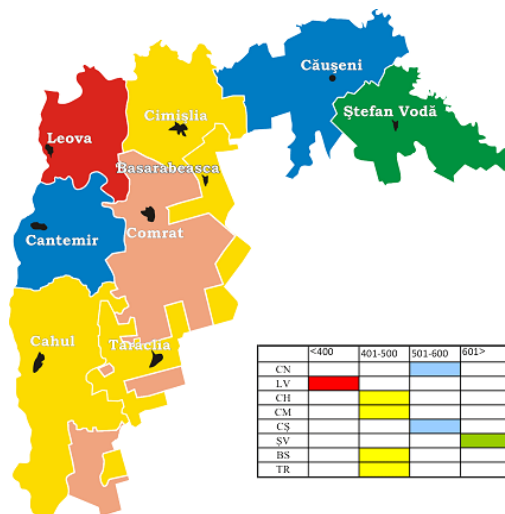 Căușeni
Ștefan Vodă
Cimișlia
Leova
Basarabeasca
Comrat
Cantemir
Cahul
Taraclia
<400 401-500 501-600 601>
CN
LV
CH
CM
CȘ
ȘV
BS
TR